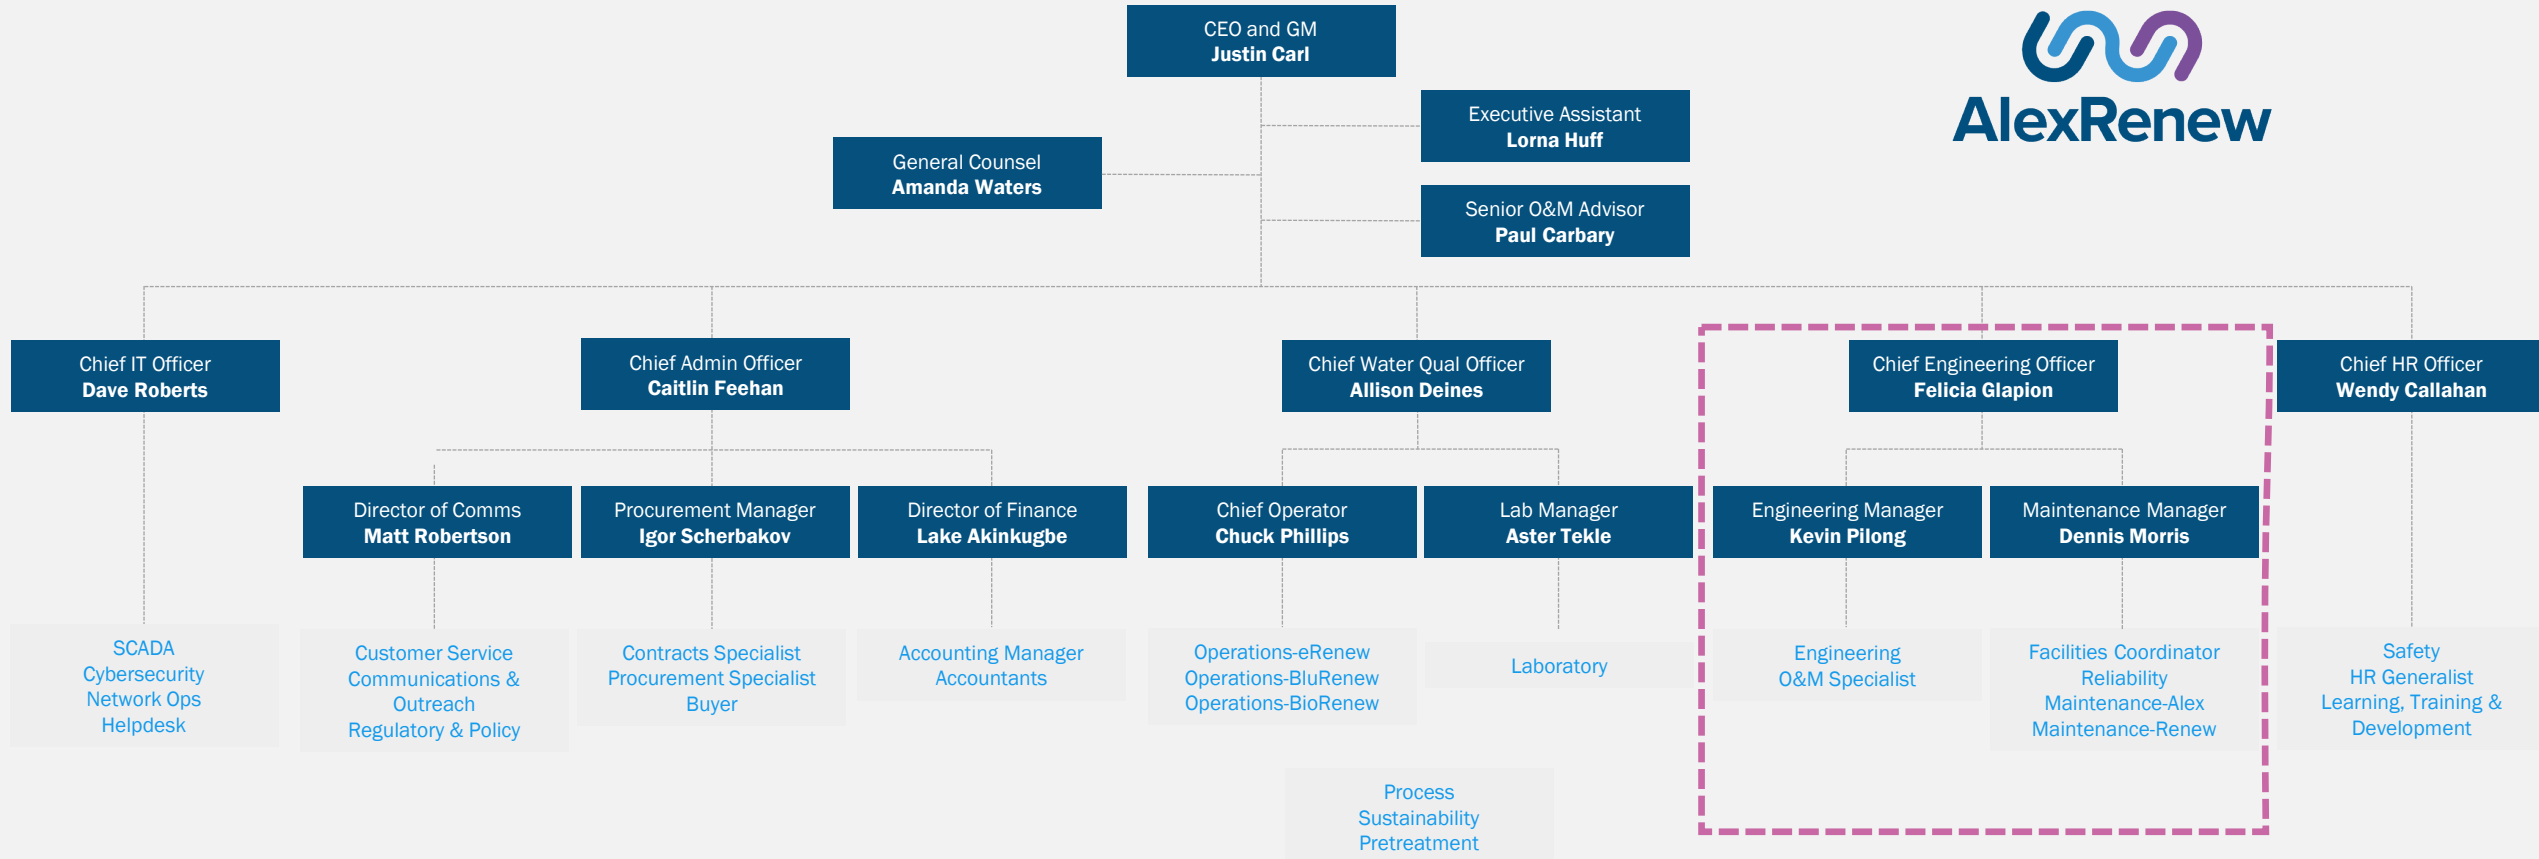 CEO and GM
Justin Carl
AlexRenew
Executive Assistant
Lorna Huff
General Counsel
Amanda Waters
Senior O&M Advisor
Paul Carbary
Chief IT Officer
Dave Roberts
Chief Admin Officer
Caitlin Feehan
Chief Water Qual Officer
Allison Deines
Chief Engineering Officer
Felicia Glapion
Chief HR Officer
Wendy Callahan
Director of Comms
Matt Robertson
Procurement Manager
Igor Scherbakov
Director of Finance
Lake Akinkugbe
Chief Operator
Chuck Phillips
Lab Manager
Aster Tekle
Engineering Manager
Kevin Pilong
Maintenance Manager
Dennis Morris
SCADA
Cybersecurity
Network Ops
Helpdesk
Customer Service
Communications &
Outreach
Regulatory & Policy
Contracts Specialist
Procurement Specialist
Buyer
Accounting Manager
Accountants
Operations-eRenew
Operations-BluRenew
Operations-BioRenew
Laboratory
Engineering
O&M Specialist
Facilities Coordinator
Reliability
Maintenance-Alex
Maintenance-Renew
Safety
HR Generalist
Learning, Training &
Development
Process
Sustainability
Pretreatment